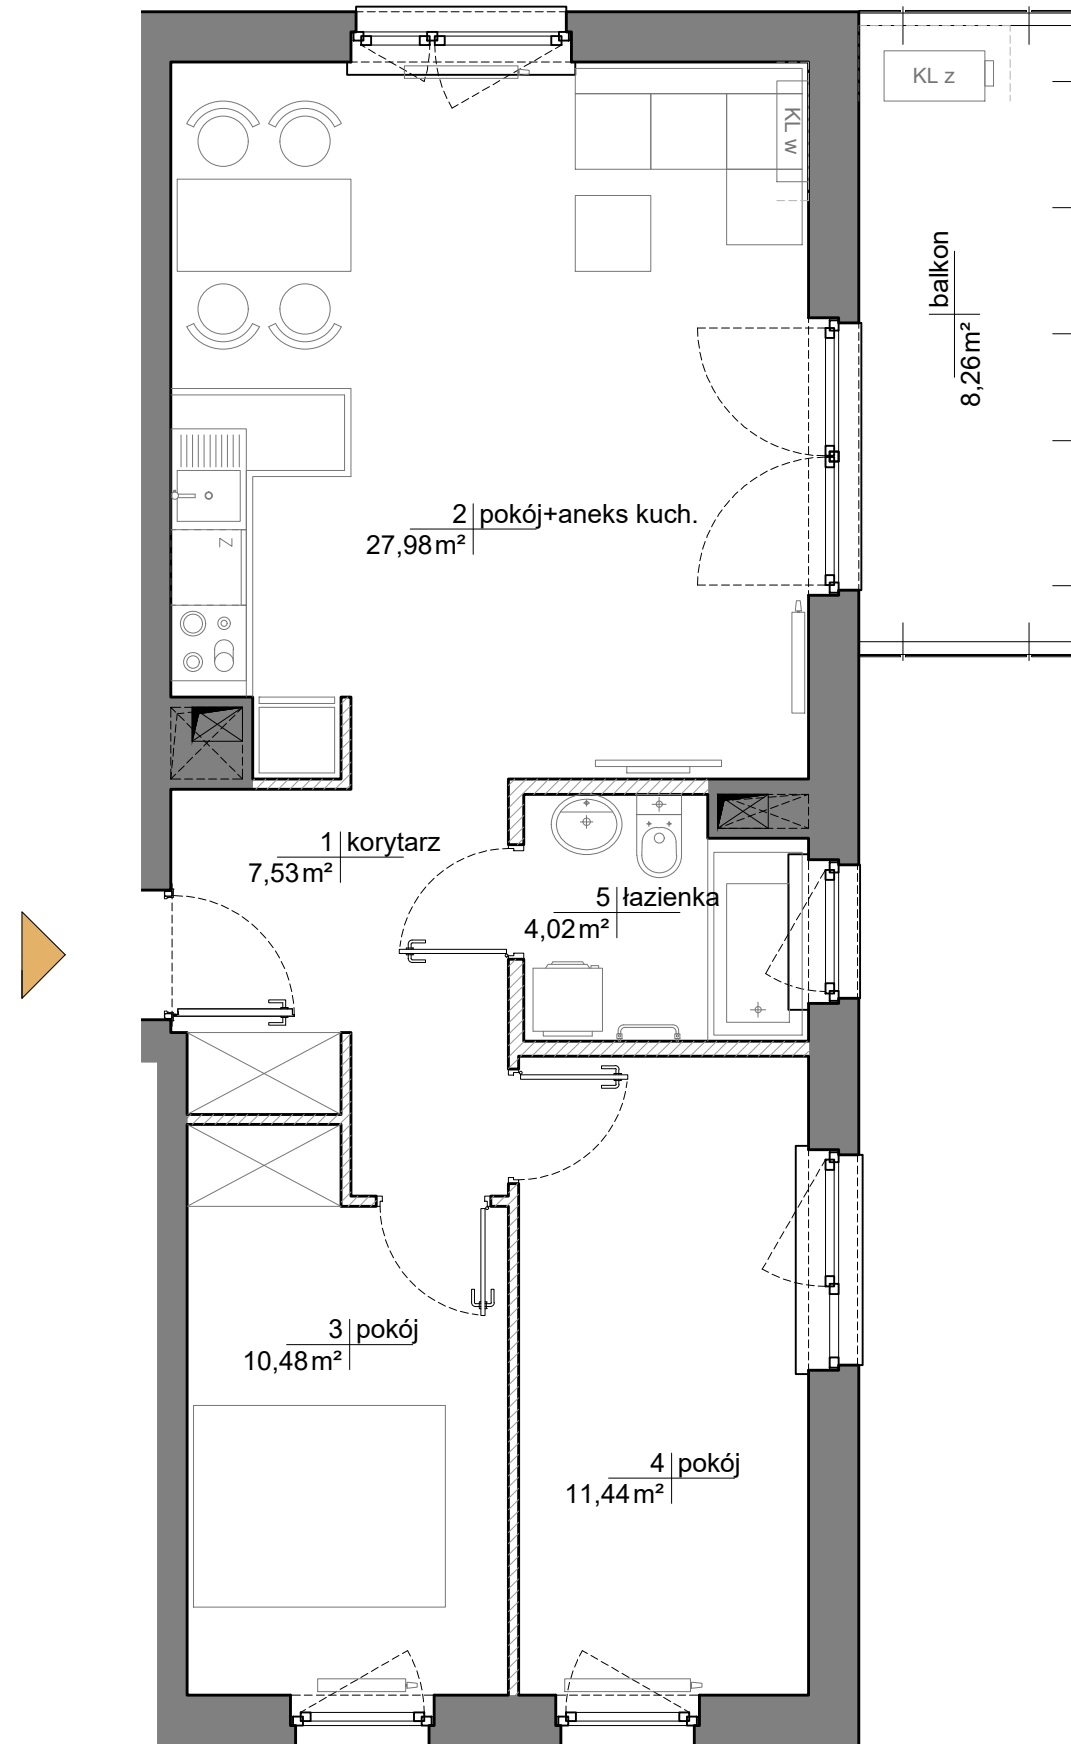 KL z
KL w
balkon
8,26 m²
2 pokój+aneks kuch.
27,98 m²
Z
1 korytarz
7,53 m²
5 łazienka
4,02 m²
3 pokój
10,48 m²
4 pokój
11,44 m²